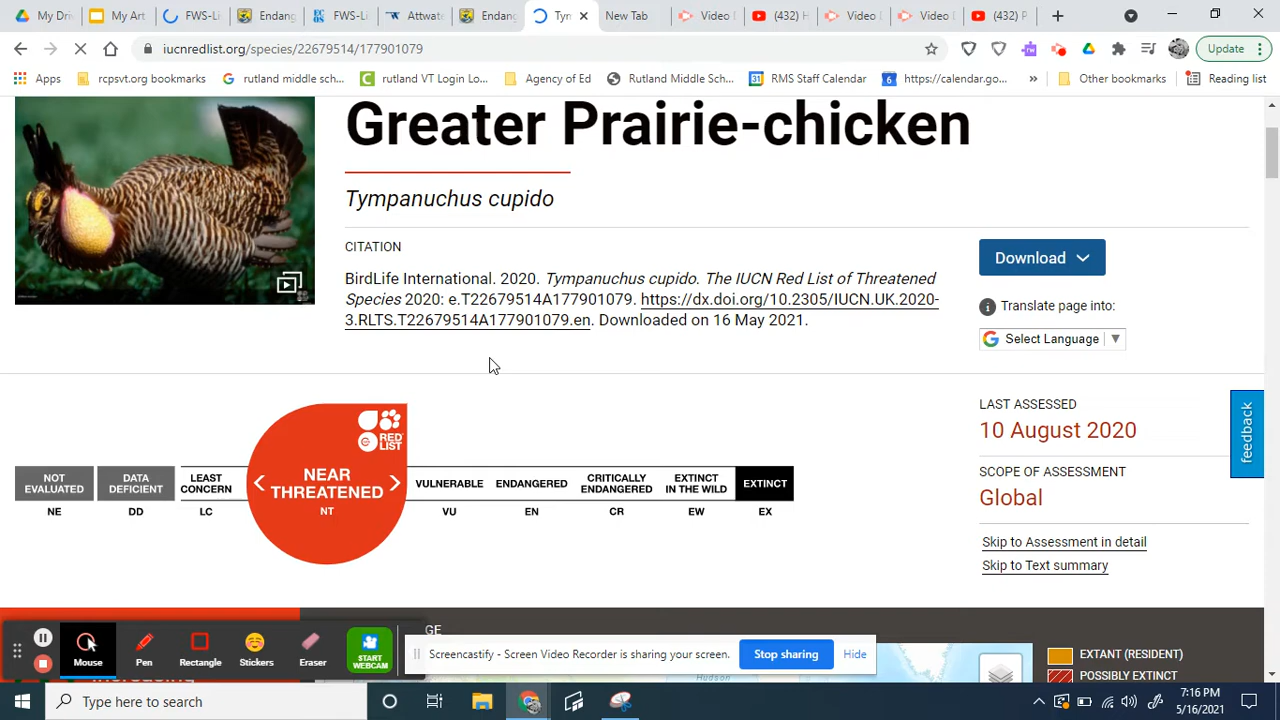 My Driv
My Art
FWS-Li
Endang
FWS-Li
Attwate
Endang
Tym
New Tab
Video D
(432) H
Video D
Video D
(432) P
iucnredlist.org/species/22679514/177901079
Update
Apps
rcpsvt.org bookmarks
rutland middle sch...
rutland VT Login Lo...
Agency of Ed
Rutland Middle Sch...
RMS Staff Calendar
https://calendar.go...
»
Other bookmarks
Reading list
Greater Prairie-chicken
Tympanuchus cupido
CITATION
BirdLife International. 2020. Tympanuchus cupido. The IUCN Red List of Threatened
Species 2020: e.T22679514A177901079. https://dx.doi.org/10.2305/IUCN.UK.2020-
3.RLTS.T22679514A177901079.en. Downloaded on 16 May 2021.
Download
Translate page into:
Select Language
RED
LIST
NOT
EVALUATED
DATA
DEFICIENT
LEAST
CONCERN
NEAR
THREATENED
VULNERABLE
ENDANGERED
CRITICALLY
ENDANGERED
EXTINCT
IN THE WILD
EXTINCT
NE
DD
LC
NT
VU
EN
CR
EW
EX
LAST ASSESSED
10 August 2020
SCOPE OF ASSESSMENT
Global
Skip to Assessment in detail
Skip to Text summary
feedback
GE
Mouse
Pen
Rectangle
Stickers
Eraser
START
WEBCAM
Screencastify - Screen Video Recorder is sharing your screen.
Stop sharing
Hide
Hudson
EXTANT (RESIDENT)
POSSIBLY EXTINCT
Increasing
Type here to search
7:16 PM
5/16/2021